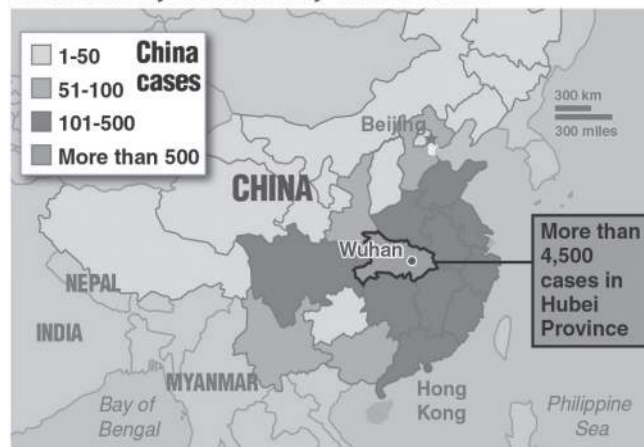 China cases
1-50
51-100
101-500
More than 500
300 km
300 miles
Beijing
CHINA
Wuhan
More than
4,500
cases in
Hubei
Province
NEPAL
INDIA
MYANMAR
Hong
Kong
Bay of
Bengal
Philippine
Sea